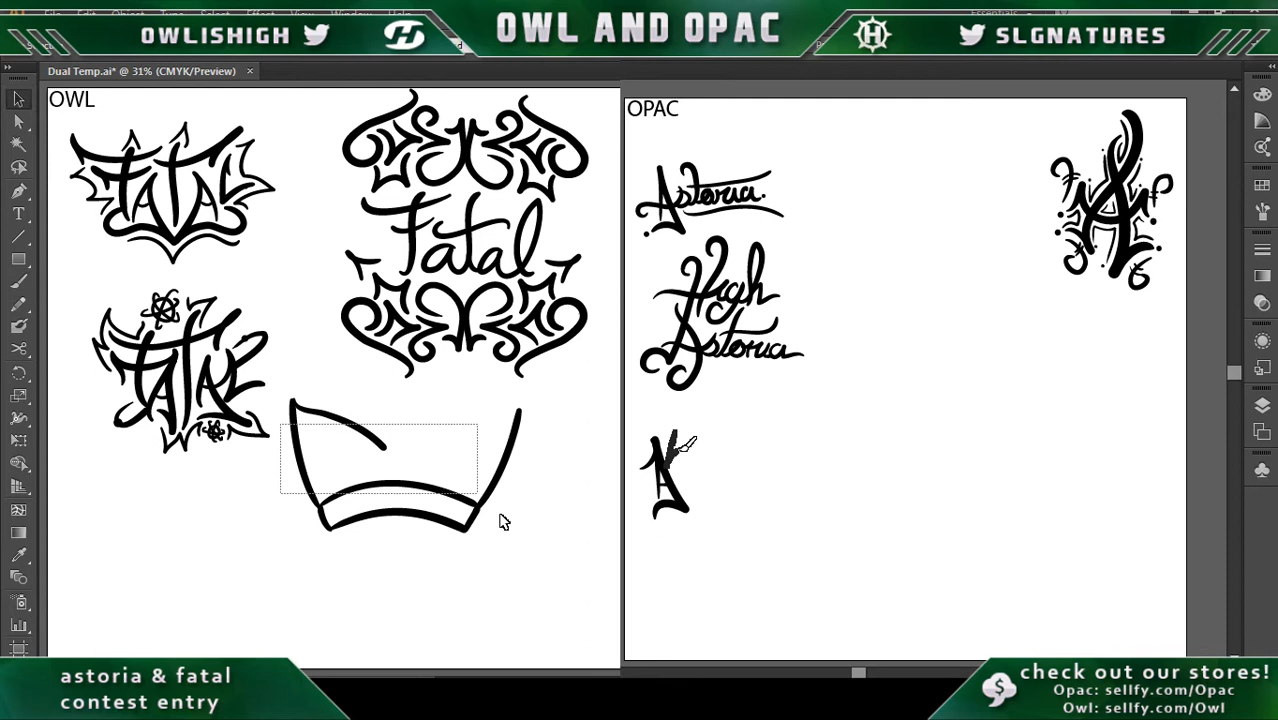 OWLISHIGH
OWL AND OPAC
SLGNATURES
Dual Temp.ai* @ 31% (CMYK/Preview)
OWL
OPAC
FATAL
Astoria.
Fatal
High
Astoria
FATAL
A
astoria & fatal
contest entry
check out our stores!
Opac: sellfy.com/Opac
Owl: sellfy.com/Owl